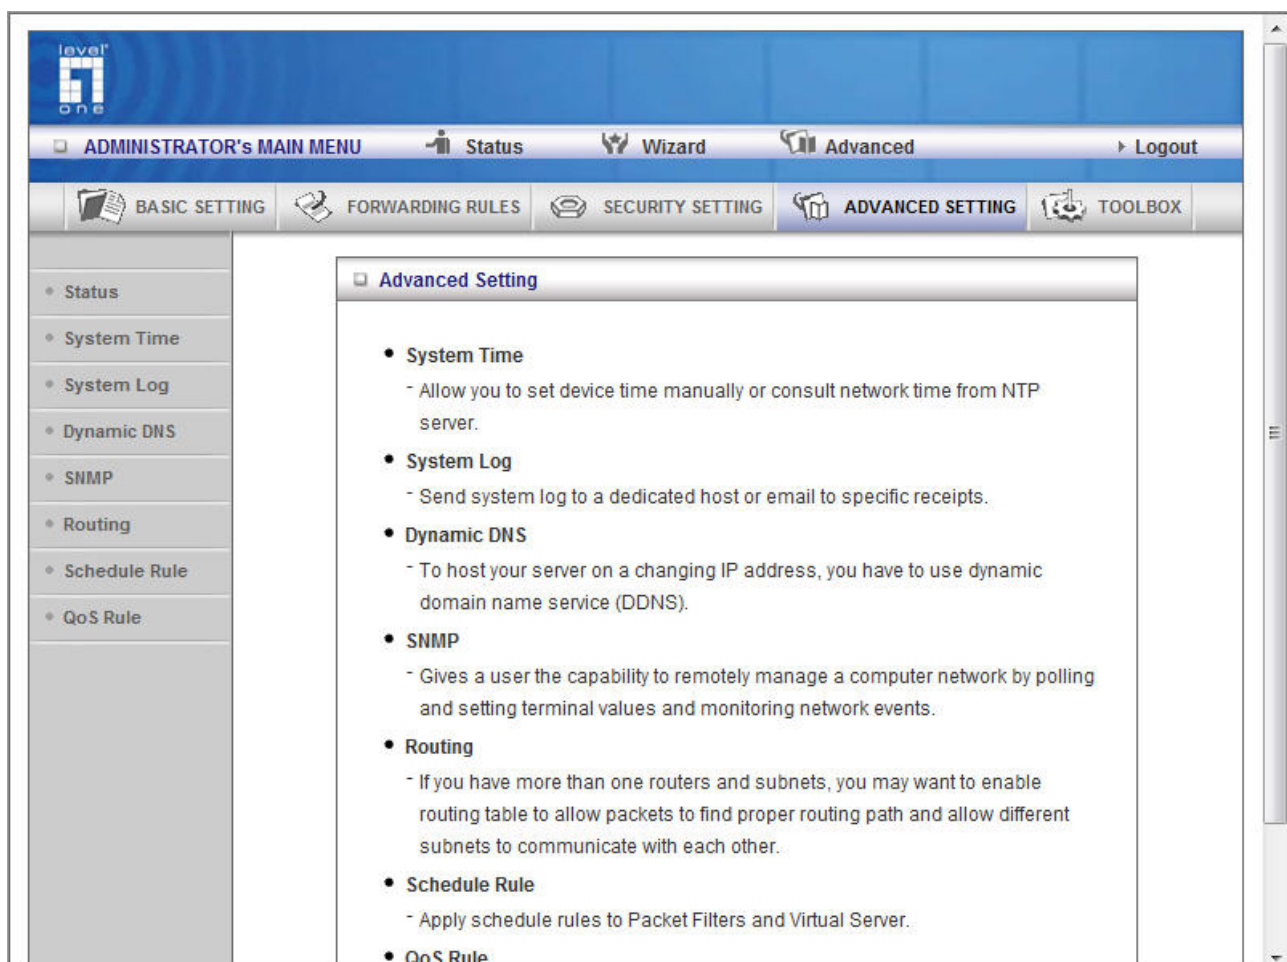 level
one
ADMINISTRATOR's MAIN MENU Status Wizard Advanced Logout
BASIC SETTING FORWARDING RULES SECURITY SETTING ADVANCED SETTING TOOLBOX
Status
System Time
System Log
Dynamic DNS
SNMP
Routing
Schedule Rule
QoS Rule
Advanced Setting
System Time
- Allow you to set device time manually or consult network time from NTP
server.
System Log
- Send system log to a dedicated host or email to specific receipts.
Dynamic DNS
- To host your server on a changing IP address, you have to use dynamic
domain name service (DDNS).
SNMP
- Gives a user the capability to remotely manage a computer network by polling
and setting terminal values and monitoring network events.
Routing
- If you have more than one routers and subnets, you may want to enable
routing table to allow packets to find proper routing path and allow different
subnets to communicate with each other.
Schedule Rule
- Apply schedule rules to Packet Filters and Virtual Server.
QoS Rule